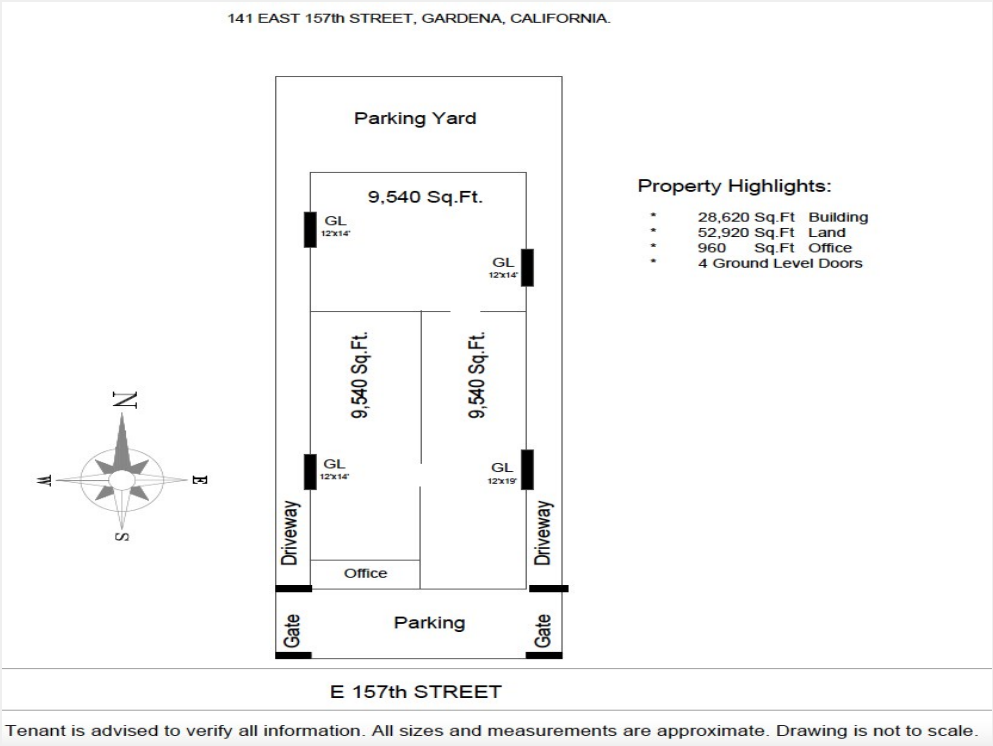 141 EAST 157th STREET, GARDENA, CALIFORNIA.
Parking Yard
9,540 Sq.Ft.
GL
12'x14'
GL
12'x14'
Property Highlights:
* 28,620 Sq.Ft Building
* 52,920 Sq.Ft Land
* 960 Sq.Ft Office
* 4 Ground Level Doors
9,540 Sq.Ft.
9,540 Sq.Ft.
N
W
E
S
GL
12'x14'
GL
12'x19'
Driveway
Driveway
Office
Gate
Parking
Gate
E 157th STREET
Tenant is advised to verify all information. All sizes and measurements are approximate. Drawing is not to scale.